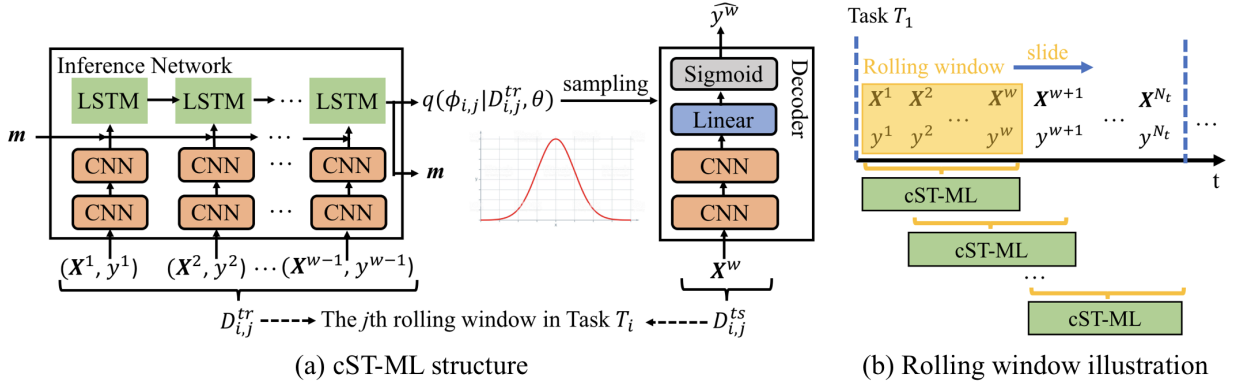 Inference Network
LSTM
LSTM
...
LSTM
m
CNN
CNN
...
CNN
CNN
CNN
...
CNN
(X¹, y¹)
(X², y²)
...
(Xʷ⁻¹, yʷ⁻¹)
q(ϕᵢ,ⱼ|Dᵢ,ⱼᵗʳ, θ)
sampling
m
ŷʷ
Sigmoid
Linear
CNN
CNN
Decoder
Xʷ
Dᵢ,ⱼᵗʳ
The jth rolling window in Task Tᵢ
Dᵢ,ⱼᵗˢ
(a) cST-ML structure
Task T₁
slide
Rolling window
X¹ X² Xʷ Xʷ⁺¹ Xᴺₜ
... ... ...
y¹ y² yʷ yʷ⁺¹ yᴺₜ
t
cST-ML
cST-ML
...
cST-ML
(b) Rolling window illustration